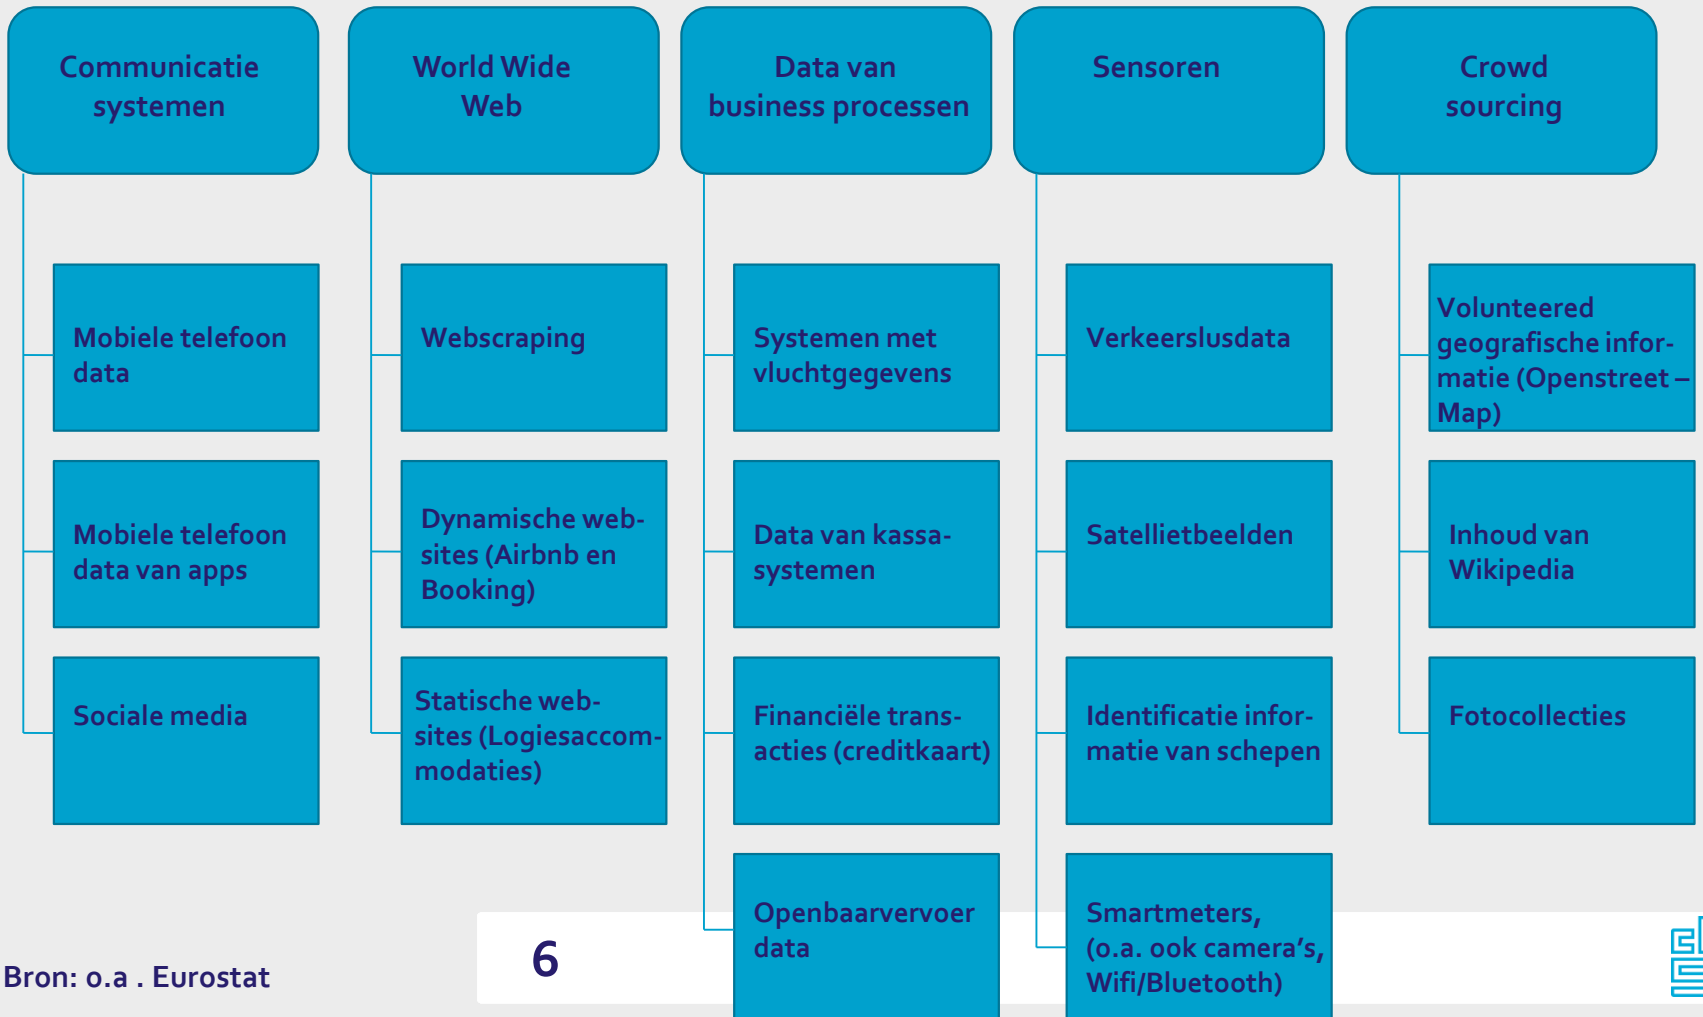 Communicatie
systemen
Mobiele telefoon
data
Mobiele telefoon
data van apps
Sociale media
World Wide
Web
Webscraping
Dynamische web-
sites (Airbnb en
Booking)
Statische web-
sites (Logiesaccom-
modaties)
Data van
business processen
Systemen met
vluchtgegevens
Data van kassa-
systemen
Financiële trans-
acties (creditkaart)
Openbaarvervoer
data
Sensoren
Verkeerslusdata
Satellietbeelden
Identificatie infor-
matie van schepen
Smartmeters,
(o.a. ook camera’s,
Wifi/Bluetooth)
Crowd
sourcing
Volunteered
geografische infor-
matie (Openstreet –
Map)
Inhoud van
Wikipedia
Fotocollecties
Bron: o.a . Eurostat
6